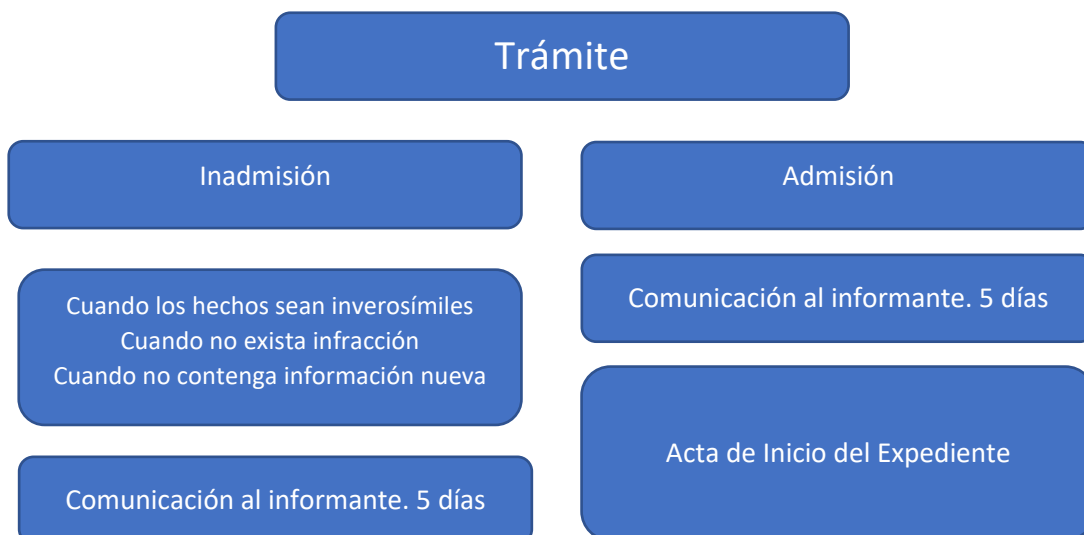 Trámite
Inadmisión
Cuando los hechos sean inverosímiles
Cuando no exista infracción
Cuando no contenga información nueva
Comunicación al informante. 5 días
Admisión
Comunicación al informante. 5 días
Acta de Inicio del Expediente